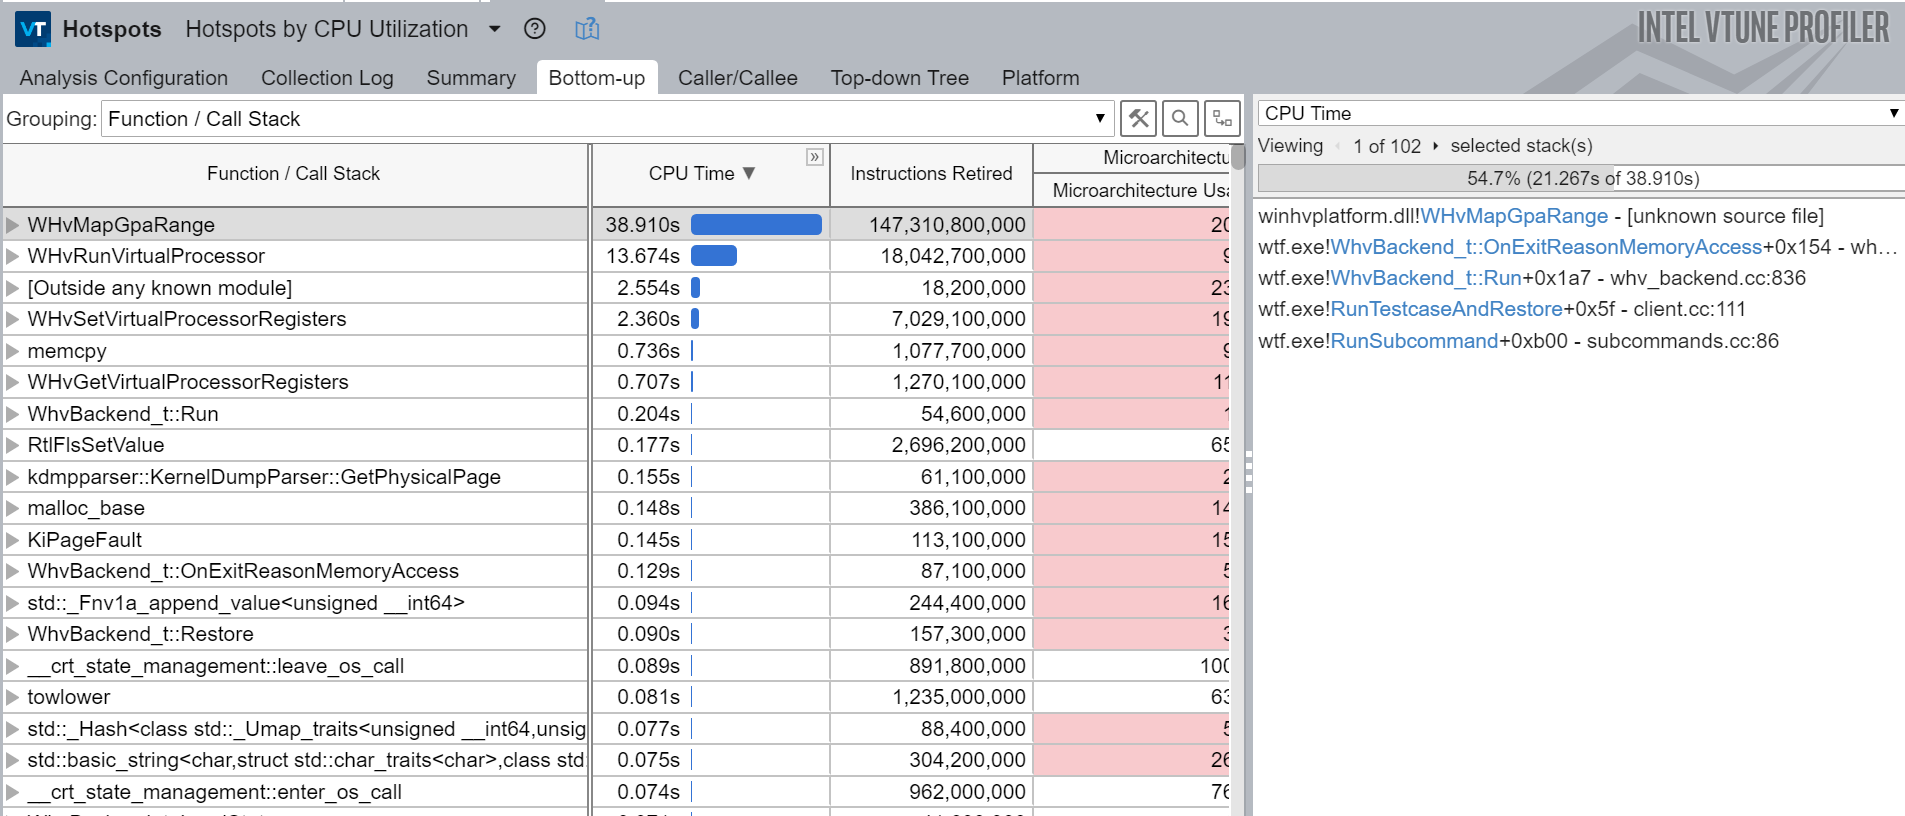 VT Hotspots Hotspots by CPU Utilization ? ? INTEL VTUNE PROFILER
Analysis Configuration Collection Log Summary Bottom-up Caller/Callee Top-down Tree Platform
Grouping: Function / Call Stack
Function / Call Stack CPU Time ▼ » Instructions Retired Microarchitectu
Microarchitecture Usa
WHvMapGpaRange 38.910s 147,310,800,000 20
WHvRunVirtualProcessor 13.674s 18,042,700,000 9
[Outside any known module] 2.554s 18,200,000 23
WHvSetVirtualProcessorRegisters 2.360s 7,029,100,000 19
memcpy 0.736s 1,077,700,000 9
WHvGetVirtualProcessorRegisters 0.707s 1,270,100,000 11
WhvBackend_t::Run 0.204s 54,600,000 1
RtlFlsSetValue 0.177s 2,696,200,000 65
kdmpparser::KernelDumpParser::GetPhysicalPage 0.155s 61,100,000 2
malloc_base 0.148s 386,100,000 14
KiPageFault 0.145s 113,100,000 15
WhvBackend_t::OnExitReasonMemoryAccess 0.129s 87,100,000 5
std::_Fnv1a_append_value<unsigned __int64> 0.094s 244,400,000 16
WhvBackend_t::Restore 0.090s 157,300,000 3
__crt_state_management::leave_os_call 0.089s 891,800,000 100
towlower 0.081s 1,235,000,000 63
std::_Hash<class std::_Umap_traits<unsigned __int64,unsig 0.077s 88,400,000 5
std::basic_string<char,struct std::char_traits<char>,class std 0.075s 304,200,000 26
__crt_state_management::enter_os_call 0.074s 962,000,000 76
CPU Time
Viewing 1 of 102 selected stack(s)
54.7% (21.267s of 38.910s)
winhvplatform.dll!WHvMapGpaRange - [unknown source file]
wtf.exe!WhvBackend_t::OnExitReasonMemoryAccess+0x154 - wh...
wtf.exe!WhvBackend_t::Run+0x1a7 - whv_backend.cc:836
wtf.exe!RunTestcaseAndRestore+0x5f - client.cc:111
wtf.exe!RunSubcommand+0xb00 - subcommands.cc:86